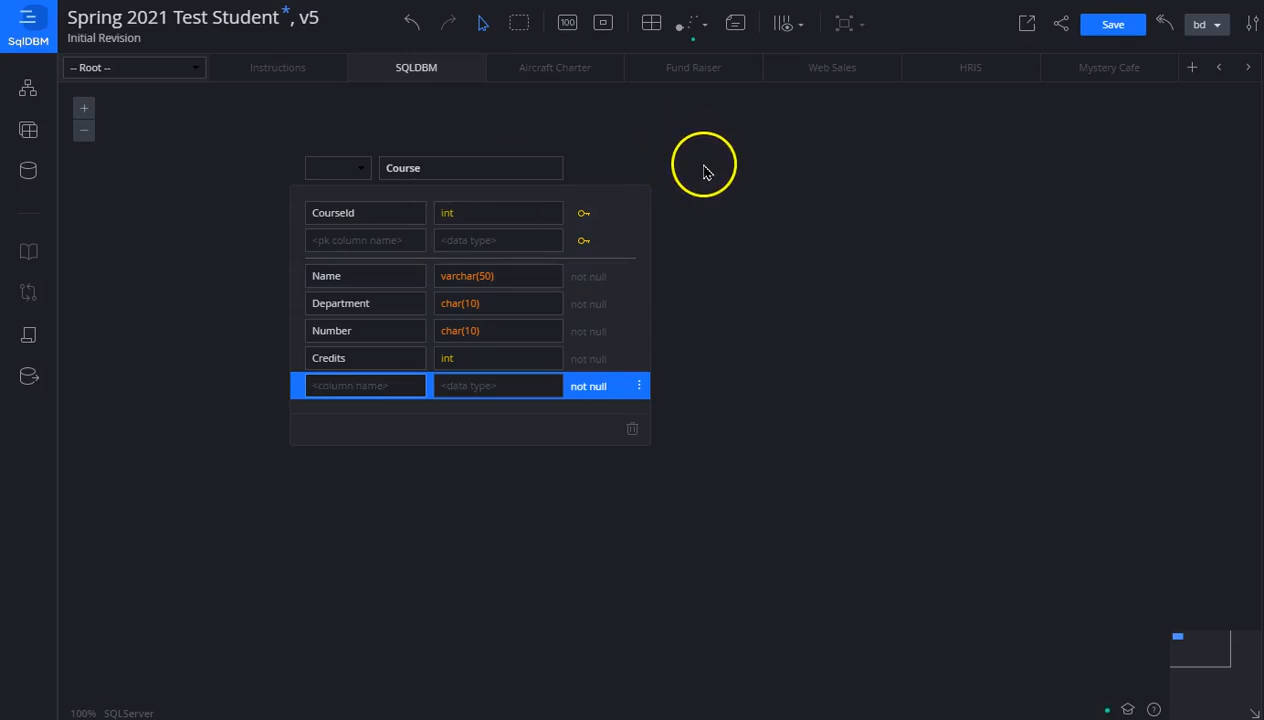 Spring 2021 Test Student*, v5
Initial Revision
SqlDBM
100
Save
bd
-- Root --
Instructions
SQLDBM
Aircraft Charter
Fund Raiser
Web Sales
HRIS
Mystery Cafe
Course
CourseId int
<pk column name> <data type>
Name varchar(50) not null
Department char(10) not null
Number char(10) not null
Credits int not null
<column name> <data type> not null
100% SQLServer